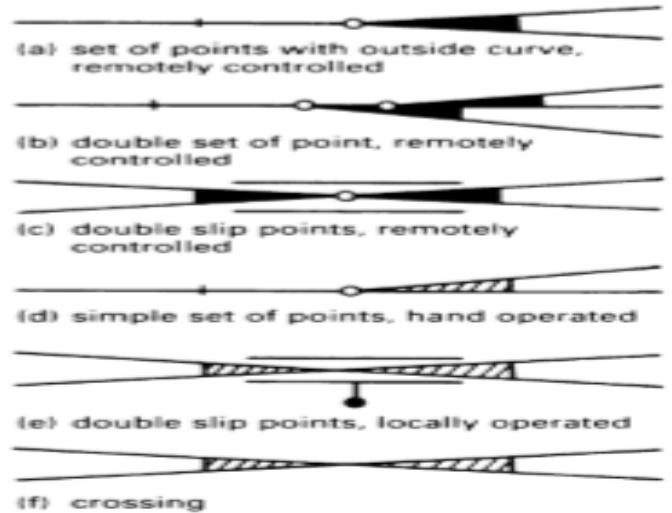 (a) set of points with outside curve,
remotely controlled
(b) double set of point, remotely
controlled
(c) double slip points, remotely
controlled
(d) simple set of points, hand operated
(e) double slip points, locally operated
(f) crossing